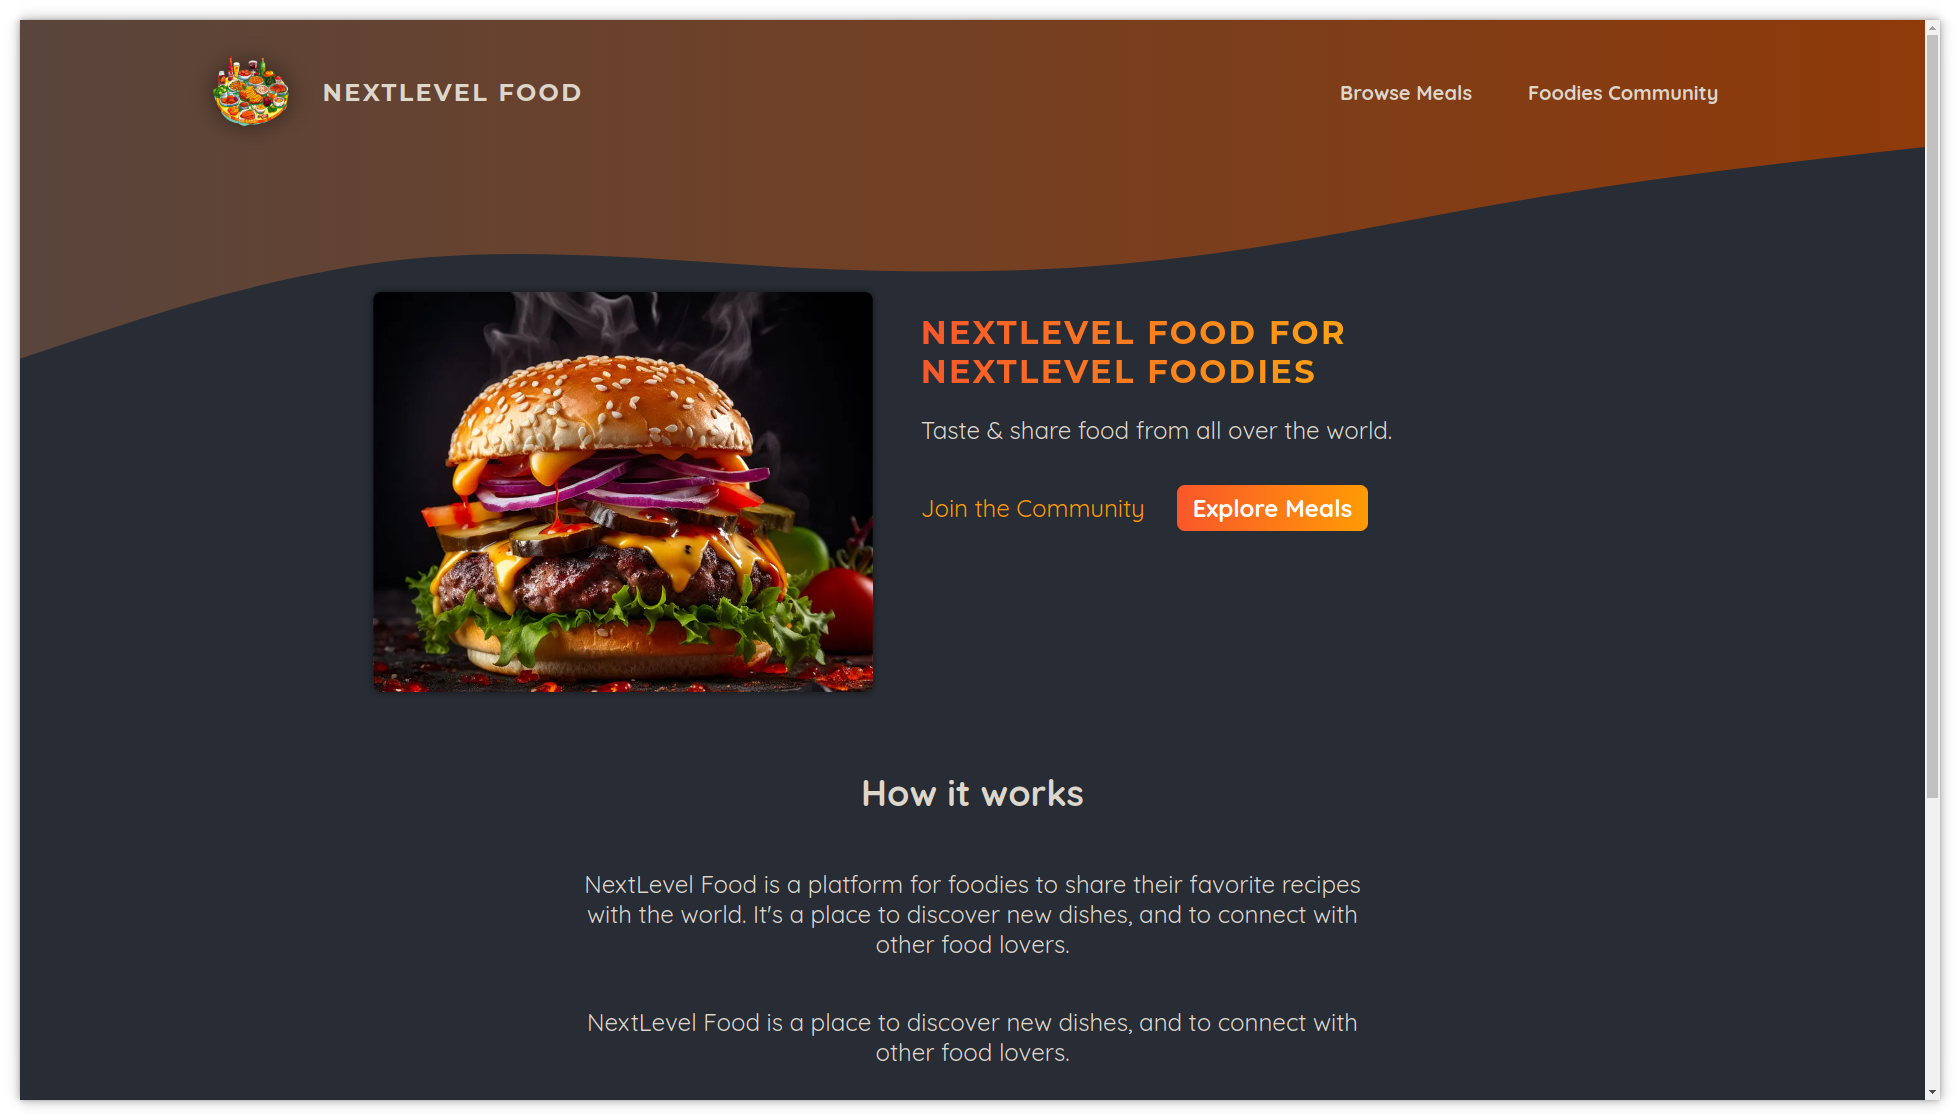 NEXTLEVEL FOOD
Browse Meals
Foodies Community
NEXTLEVEL FOOD FOR
NEXTLEVEL FOODIES
Taste & share food from all over the world.
Join the Community
Explore Meals
How it works
NextLevel Food is a platform for foodies to share their favorite recipes
with the world. It's a place to discover new dishes, and to connect with
other food lovers.
NextLevel Food is a place to discover new dishes, and to connect with
other food lovers.